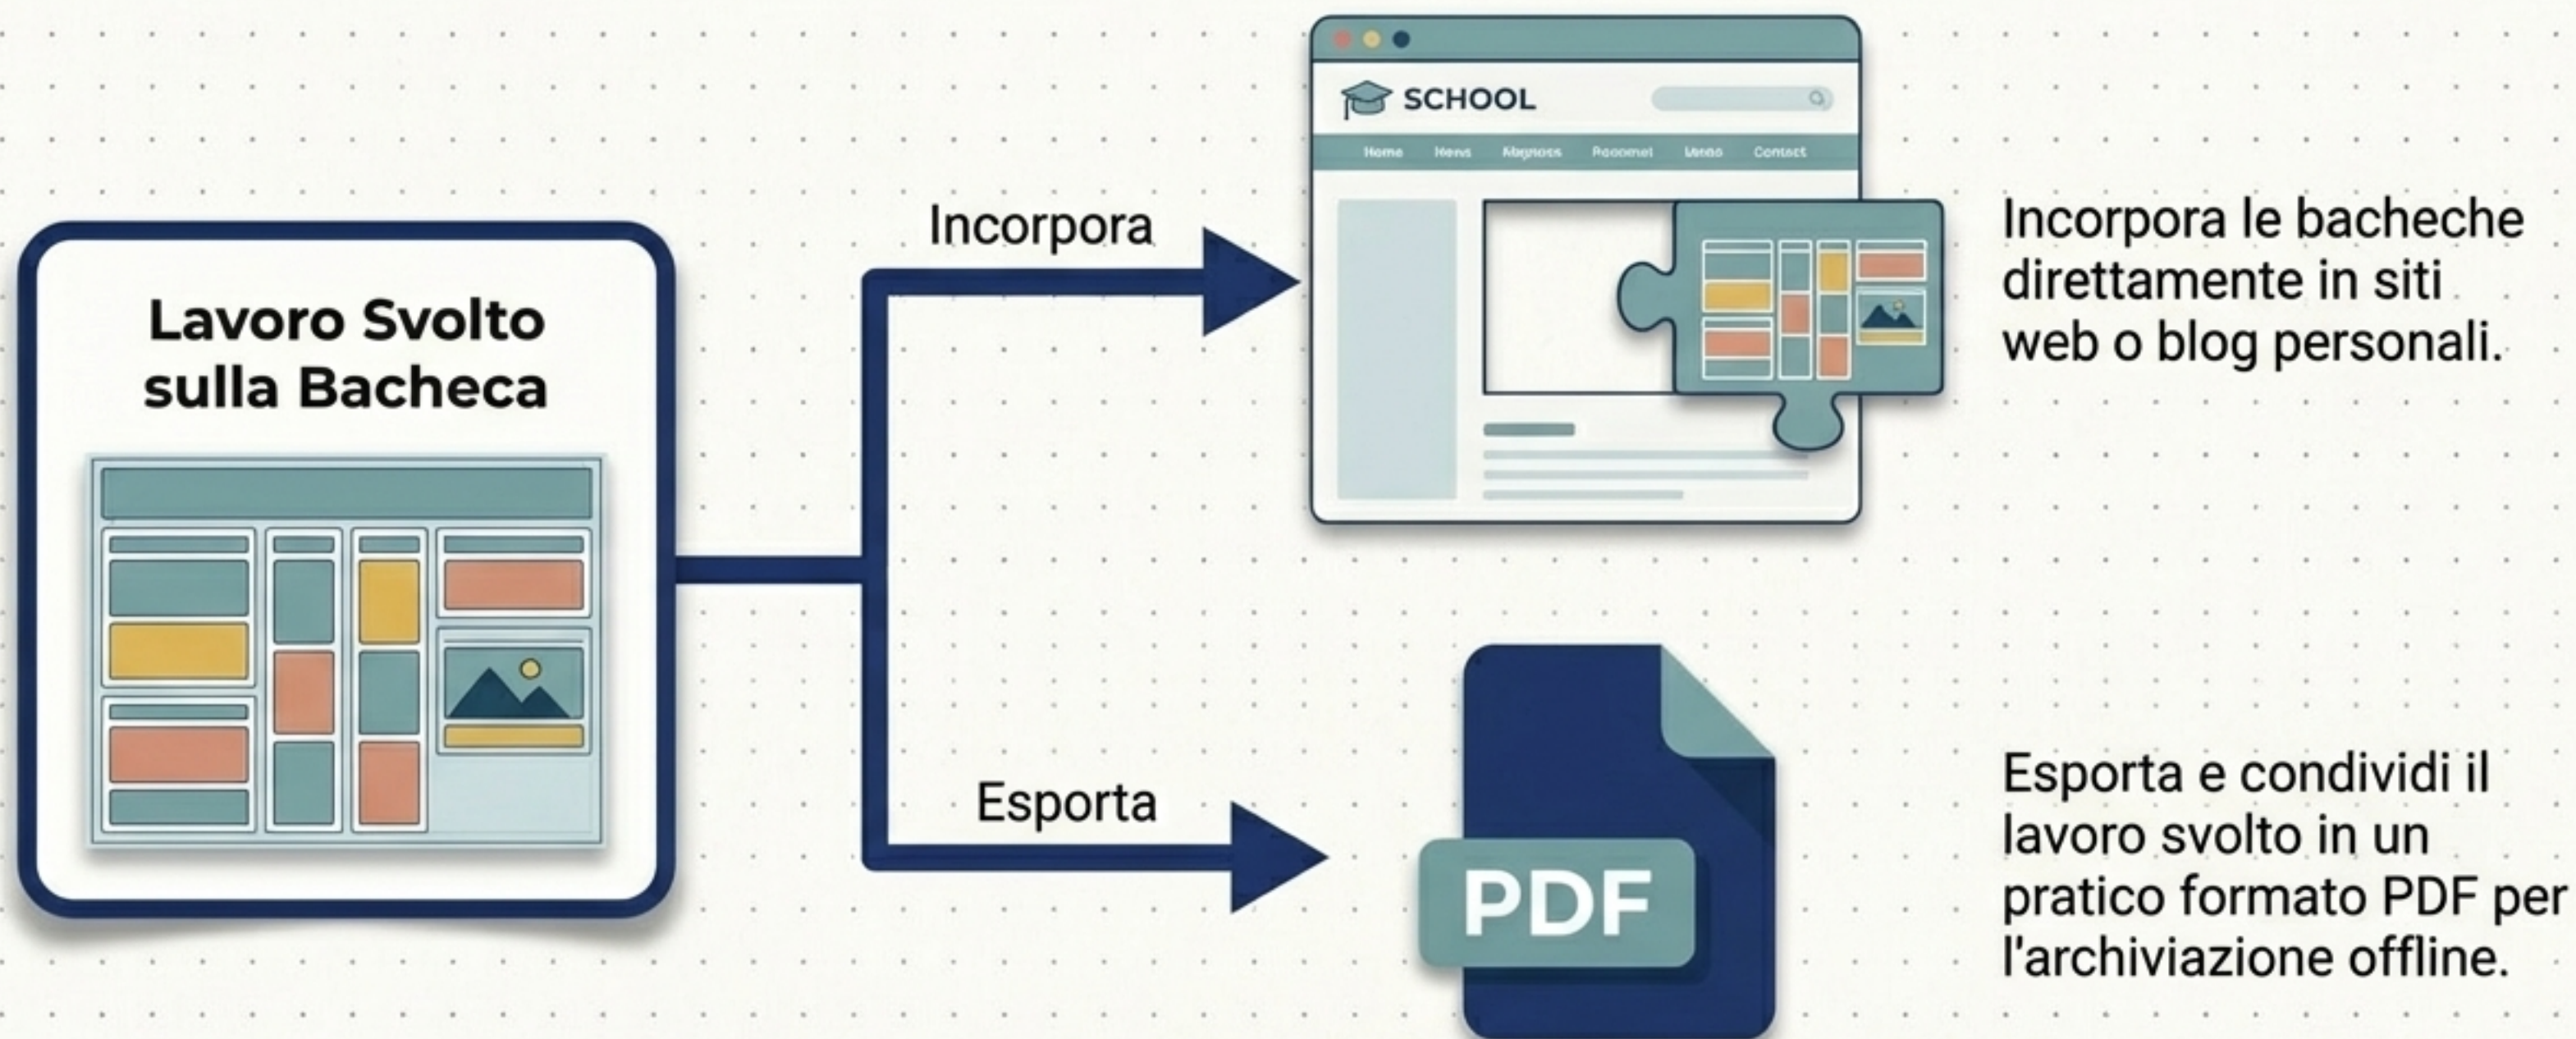 Lavoro Svolto
sulla Bacheca
Incorpora
SCHOOL
Home News Contact
Incorpora le bacheche
direttamente in siti
web o blog personali.
Esporta
PDF
Esporta e condividi il
lavoro svolto in un
pratico formato PDF per
l'archiviazione offline.